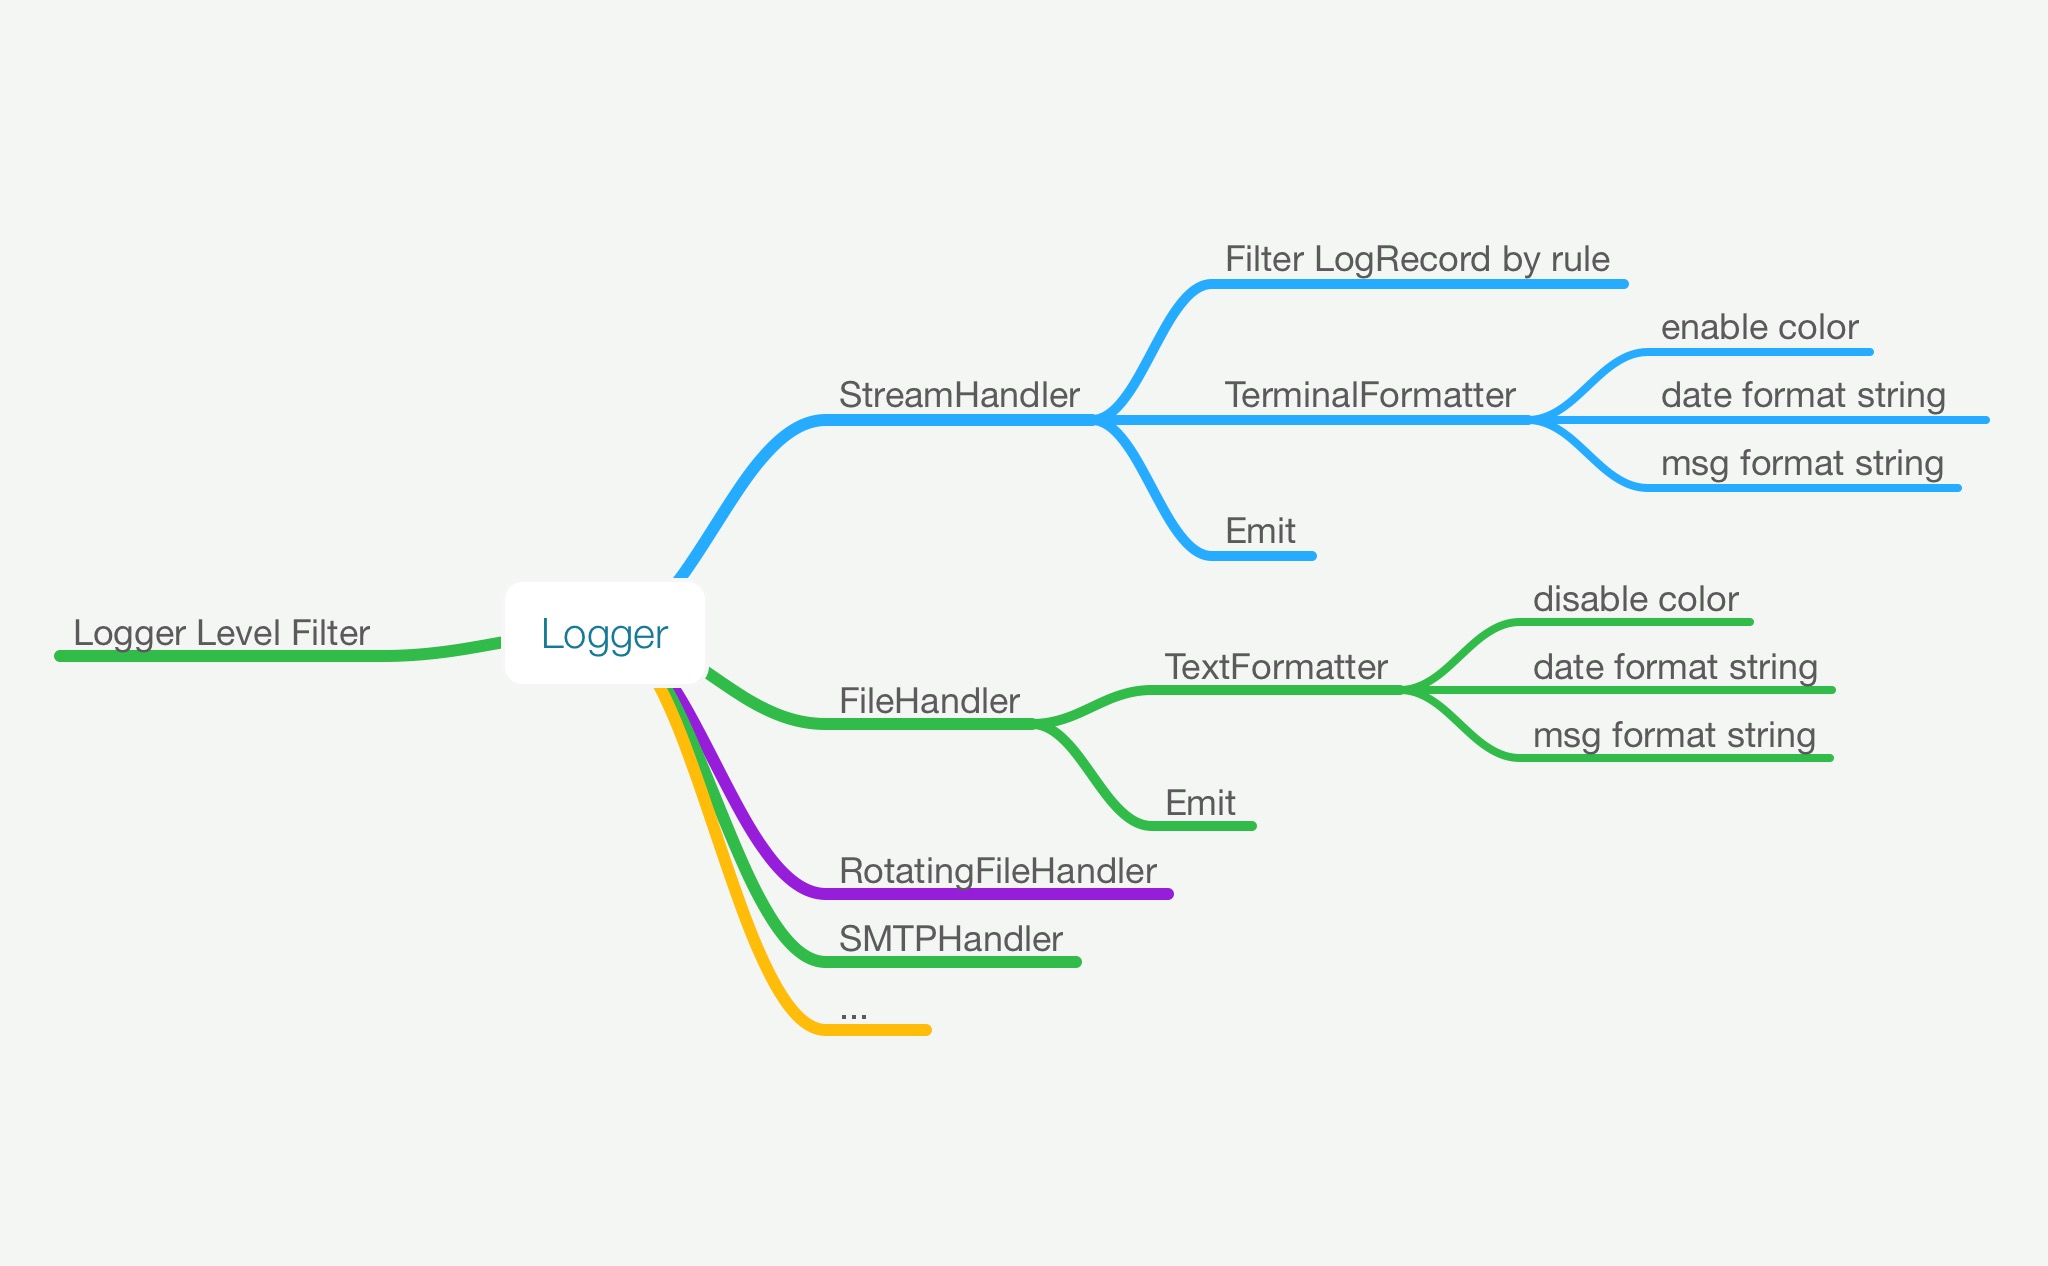 Logger Level Filter
Logger
StreamHandler
Filter LogRecord by rule
TerminalFormatter
enable color
date format string
msg format string
Emit
FileHandler
TextFormatter
disable color
date format string
msg format string
Emit
RotatingFileHandler
SMTPHandler
...